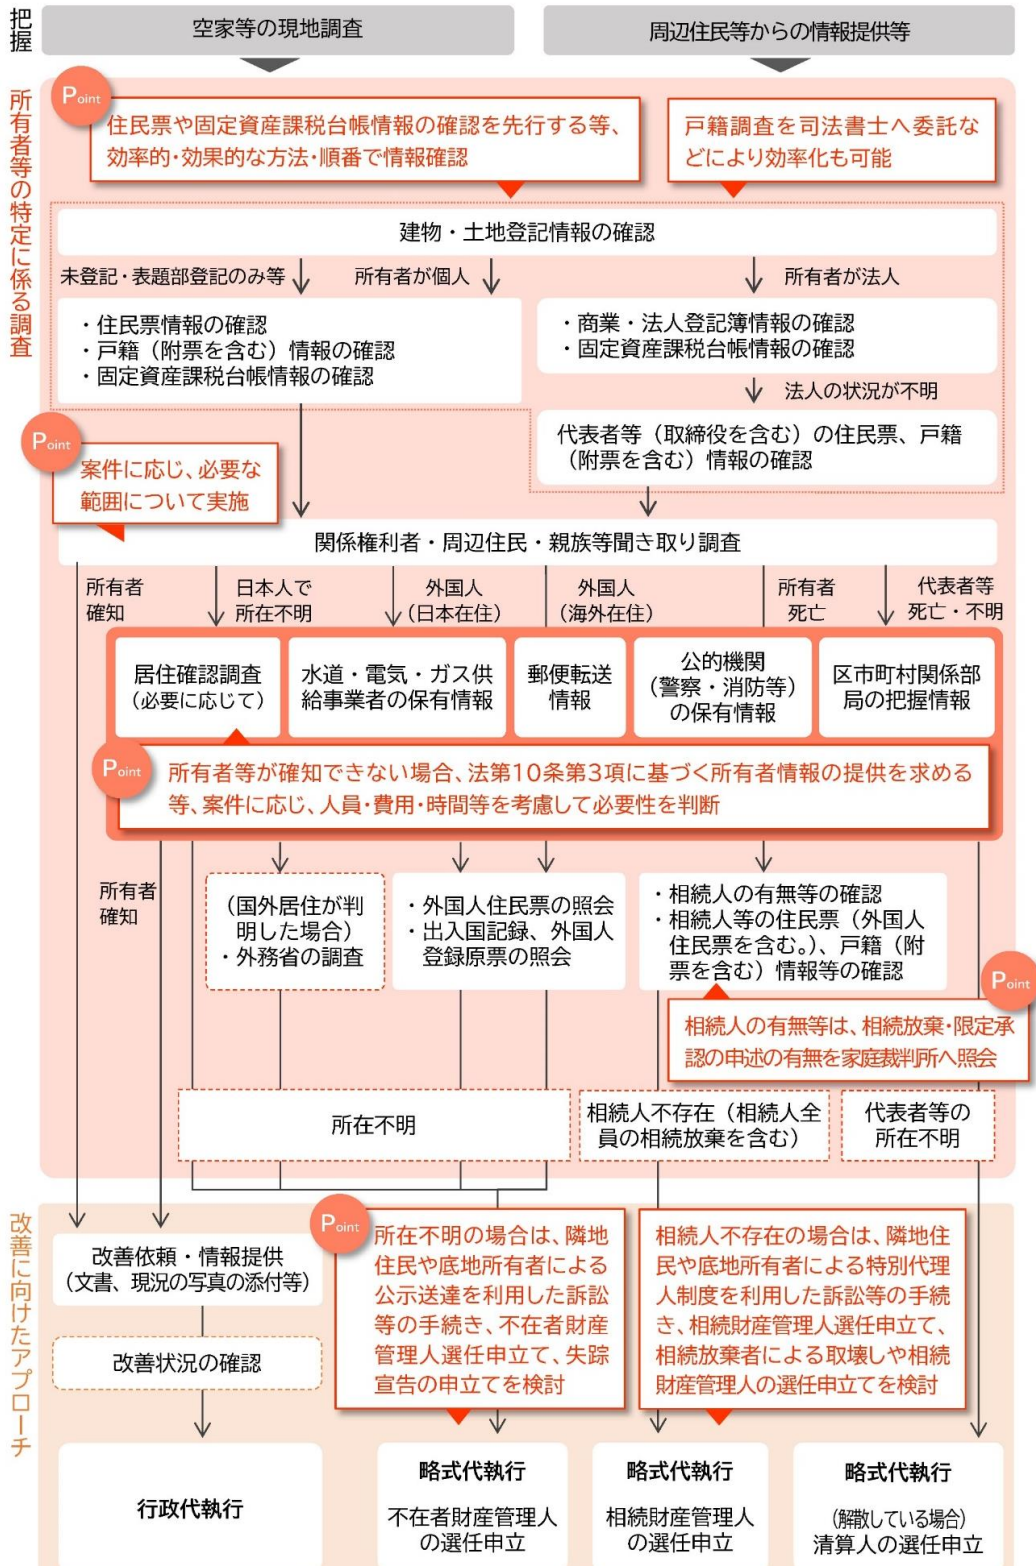 把握
空家等の現地調査
周辺住民等からの情報提供等
所有者等の特定に係る調査
Point
住民票や固定資産課税台帳情報の確認を先行する等、
効率的・効果的な方法・順番で情報確認
戸籍調査を司法書士へ委託な
どにより効率化も可能
建物・土地登記情報の確認
未登記・表題部登記のみ等
所有者が個人
所有者が法人
・住民票情報の確認
・戸籍（附票を含む）情報の確認
・固定資産課税台帳情報の確認
・商業・法人登記簿情報の確認
・固定資産課税台帳情報の確認
法人の状況が不明
代表者等（取締役を含む）の住民票、戸籍
（附票を含む）情報の確認
Point
案件に応じ、必要な
範囲について実施
関係権利者・周辺住民・親族等聞き取り調査
所有者
確知
日本人で
所在不明
外国人
（日本在住）
外国人
（海外在住）
所有者
死亡
代表者等
死亡・不明
居住確認調査
（必要に応じて）
水道・電気・ガス供
給事業者の保有情報
郵便転送
情報
公的機関
（警察・消防等）
の保有情報
区市町村関係部
局の把握情報
Point
所有者等が確知できない場合、法第10条第3項に基づく所有者情報の提供を求める
等、案件に応じ、人員・費用・時間等を考慮して必要性を判断
所有者
確知
（国外居住が判
明した場合）
・外務省の調査
・外国人住民票の照会
・出入国記録、外国人
登録原票の照会
・相続人の有無等の確認
・相続人等の住民票（外国人
住民票を含む。）、戸籍（附
票を含む）情報等の確認
Point
相続人の有無等は、相続放棄・限定承
認の申述の有無を家庭裁判所へ照会
所在不明
相続人不存在（相続人全
員の相続放棄を含む）
代表者等の
所在不明
改善に向けたアプローチ
改善依頼・情報提供
（文書、現況の写真の添付等）
改善状況の確認
行政代執行
Point
所在不明の場合は、隣地
住民や底地所有者による
公示送達を利用した訴訟
等の手続き、不在者財産
管理人選任申立て、失踪
宣告の申立てを検討
相続人不存在の場合は、隣地住
民や底地所有者による特別代理
人制度を利用した訴訟等の手続
き、相続財産管理人選任申立て、
相続放棄者による取壊しや相続
財産管理人の選任申立てを検討
略式代執行
不在者財産管理人
の選任申立
略式代執行
相続財産管理人
の選任申立
略式代執行
（解散している場合）
清算人の選任申立